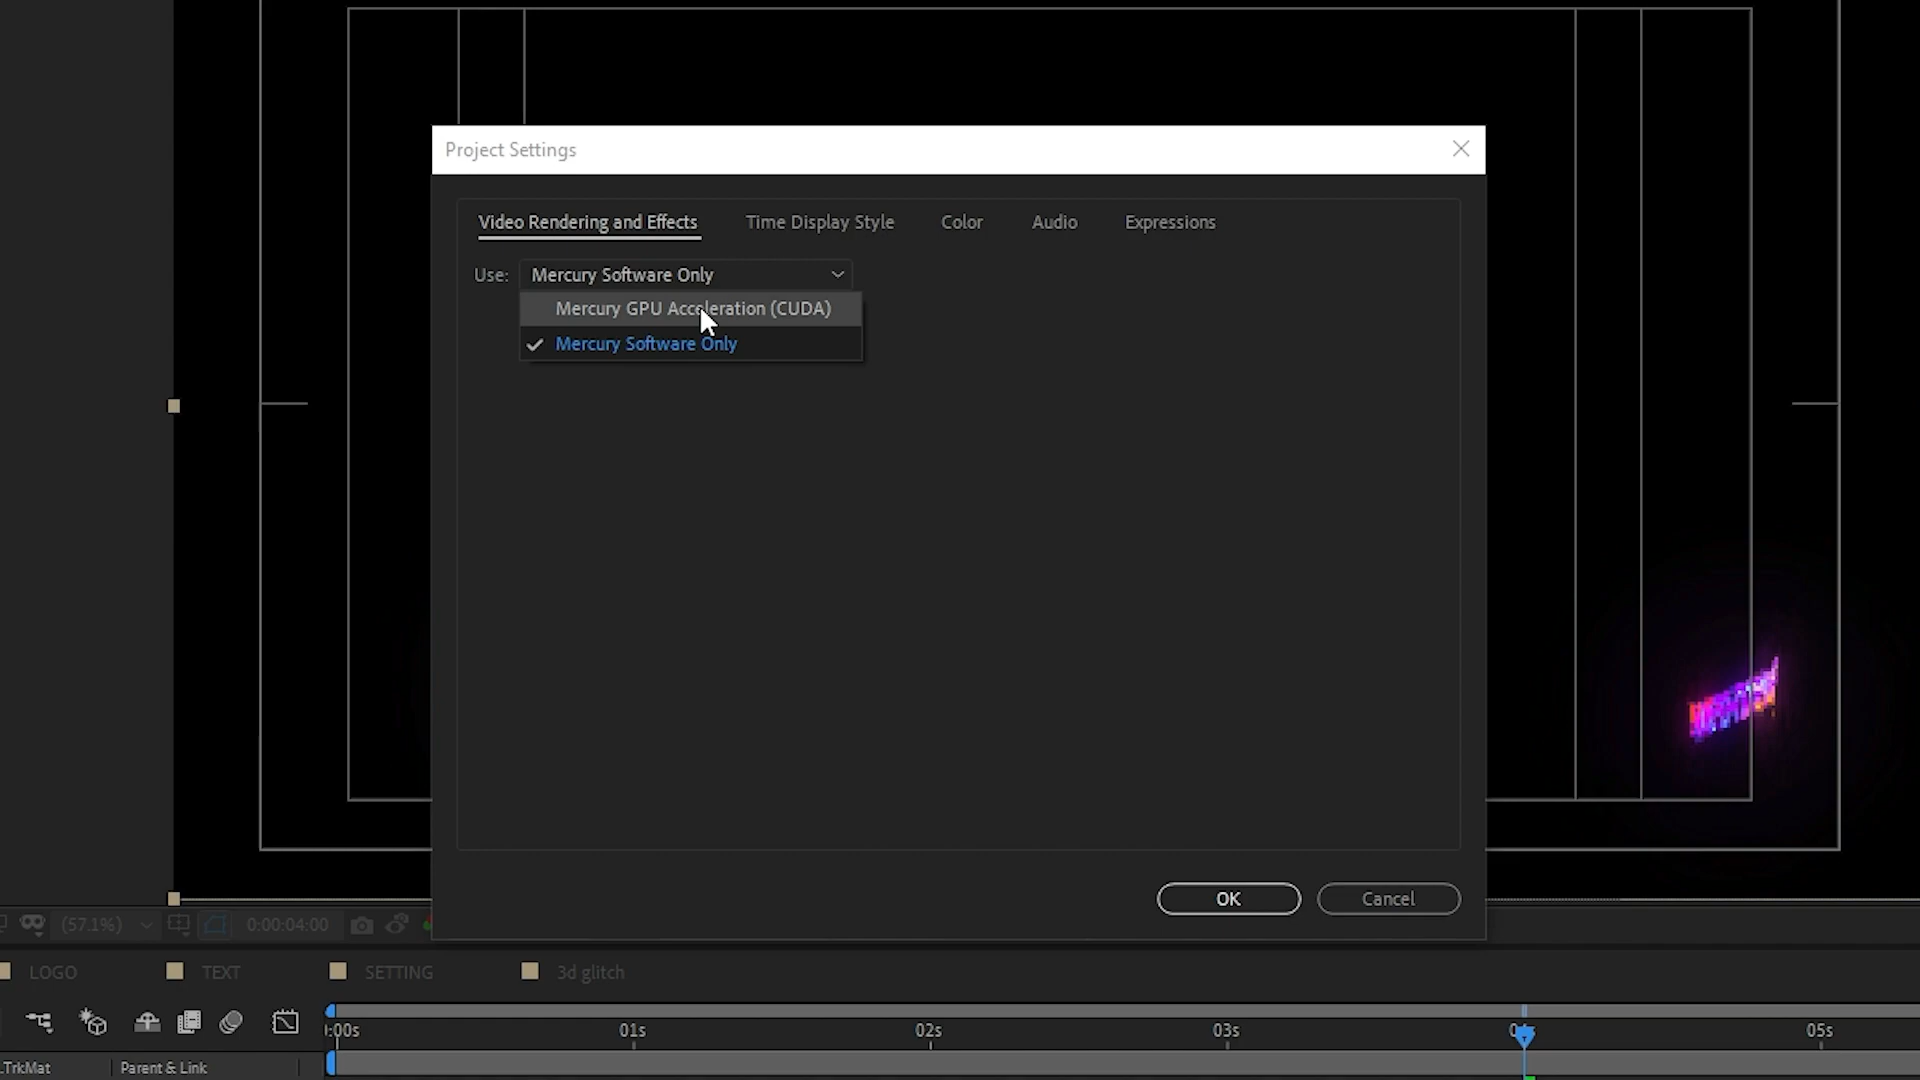 Project Settings
Video Rendering and Effects Time Display Style Color Audio Expressions
Use: Mercury Software Only
Mercury GPU Acceleration (CUDA)
Mercury Software Only
OK Cancel
(57.1%) 0:00:04:00
LOGO TEXT SETTING 3d glitch
:00s 01s 02s 03s 05s
TrkMat Parent & Link